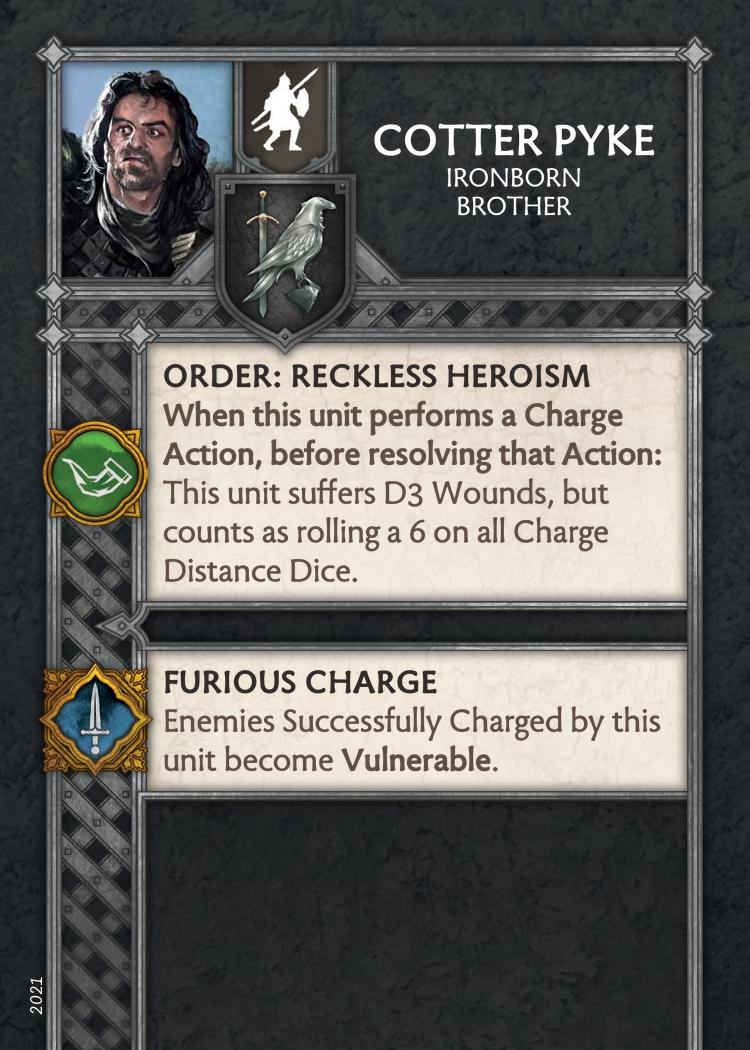 COTTER PYKE
IRONBORN
BROTHER
ORDER: RECKLESS HEROISM
When this unit performs a Charge
Action, before resolving that Action:
This unit suffers D3 Wounds, but
counts as rolling a 6 on all Charge
Distance Dice.
FURIOUS CHARGE
Enemies Successfully Charged by this
unit become Vulnerable.
2021